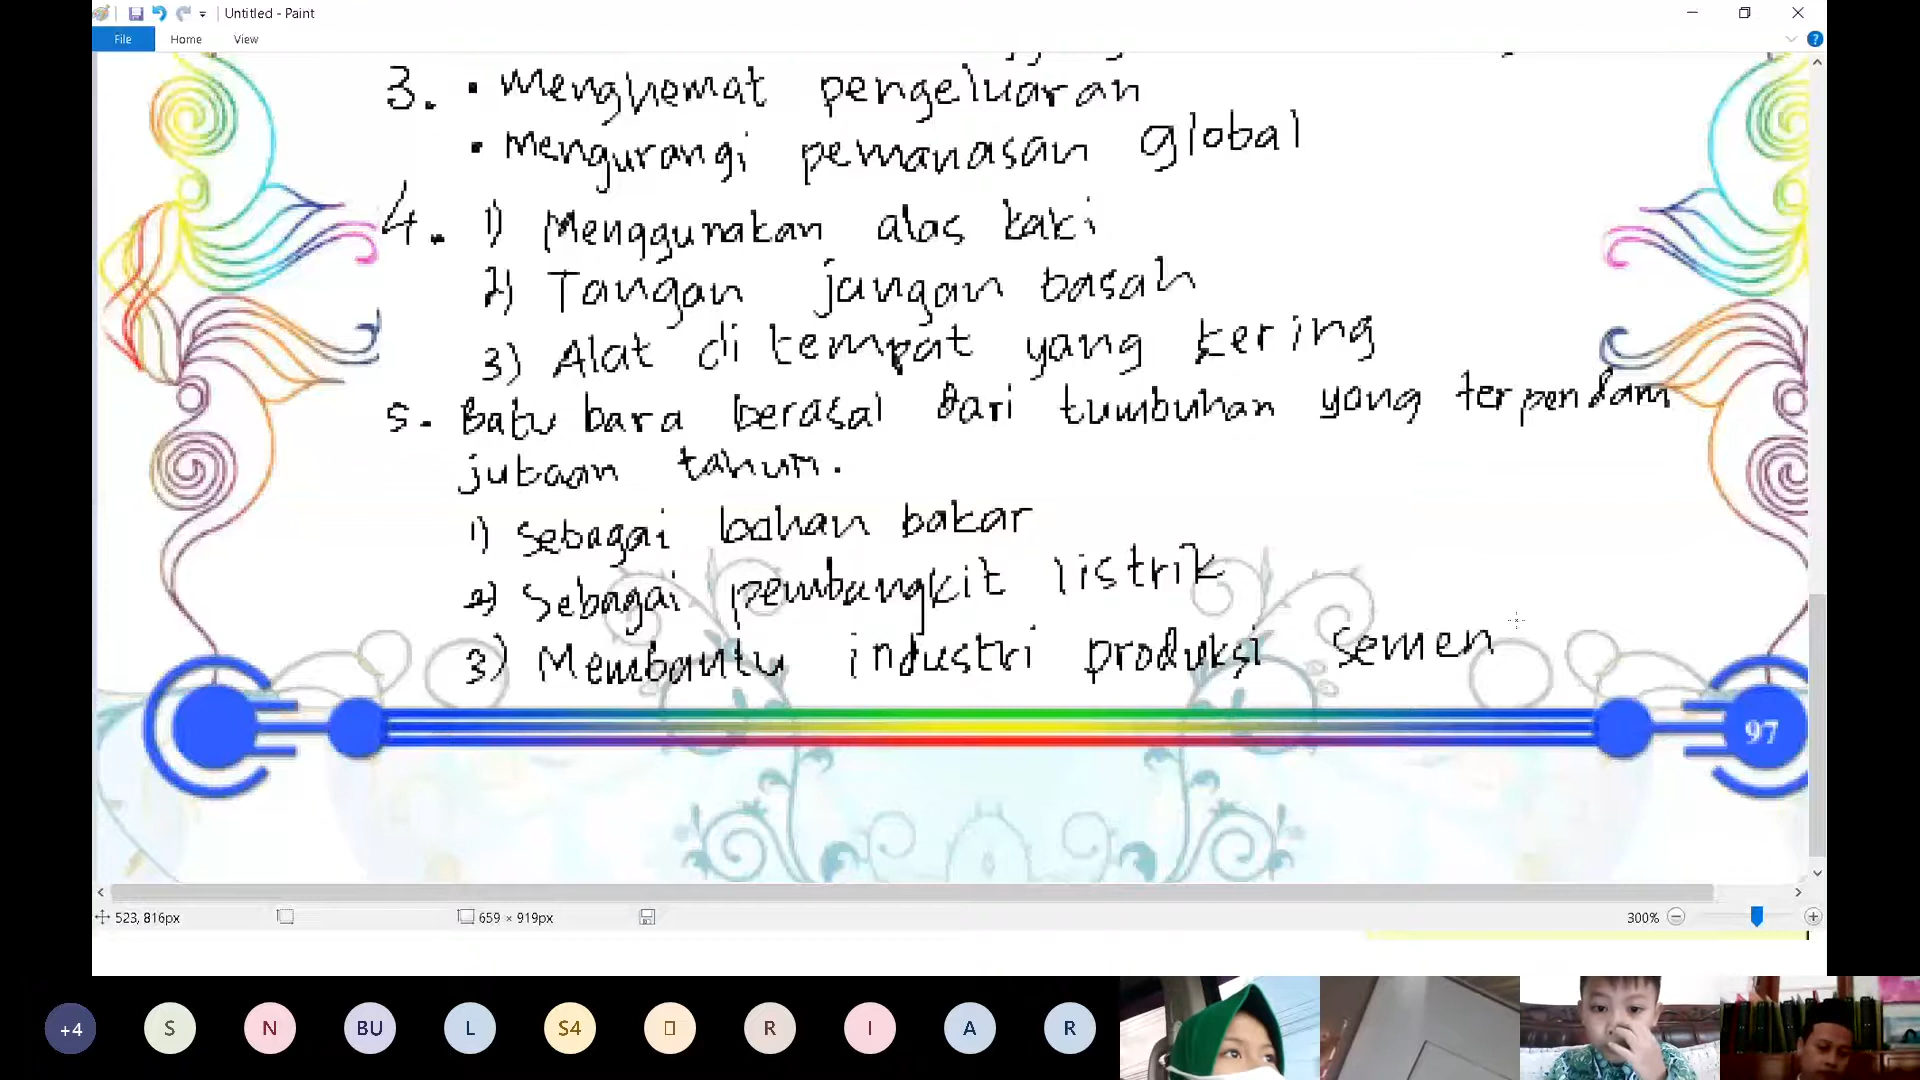 Untitled - Paint
File Home View
3. • menghemat pengeluaran
• mengurangi pemanasan global
4. 1) Menggunakan alas kaki
2) Tangan jangan basah
3) Alat di tempat yang kering
5. Batu bara berasal dari tumbuhan yang terpendam
jutaan tahun.
1) sebagai bahan bakar
2) sebagai pembangkit listrik
3) Membantu industri produksi semen
97
523, 816px 659 × 919px 300%
+4 S N BU L S4 R I A R